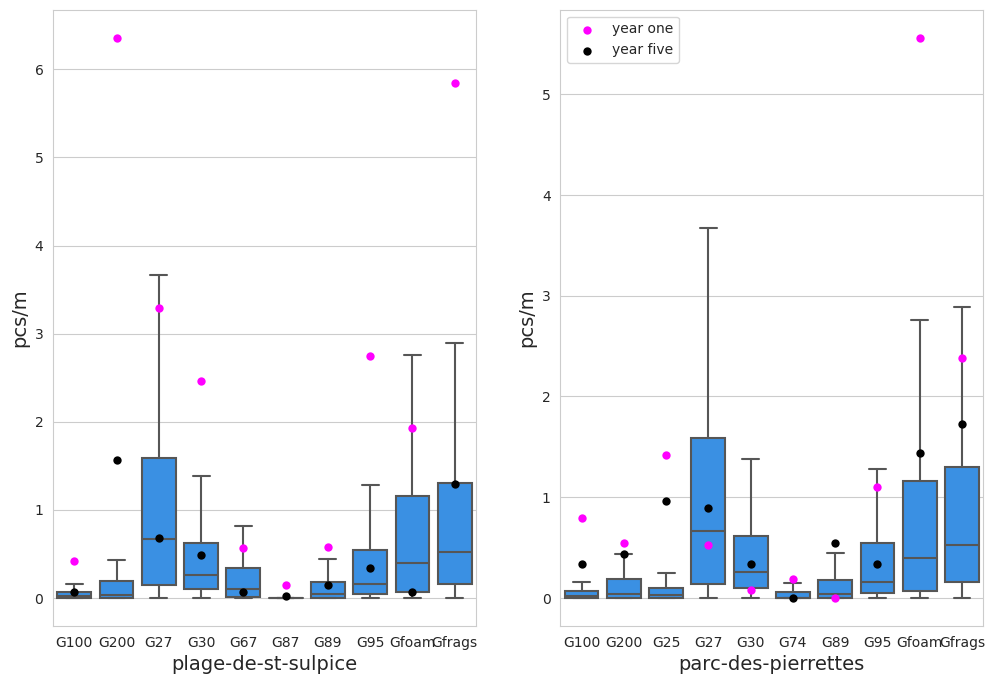 year one
year five
pcs/m
6
5
4
3
2
1
0
G100 G200 G27 G30 G67 G87 G89 G95 Gfoam Gfrags
plage-de-st-sulpice
pcs/m
5
4
3
2
1
0
G100 G200 G25 G27 G30 G74 G89 G95 Gfoam Gfrags
parc-des-pierrettes